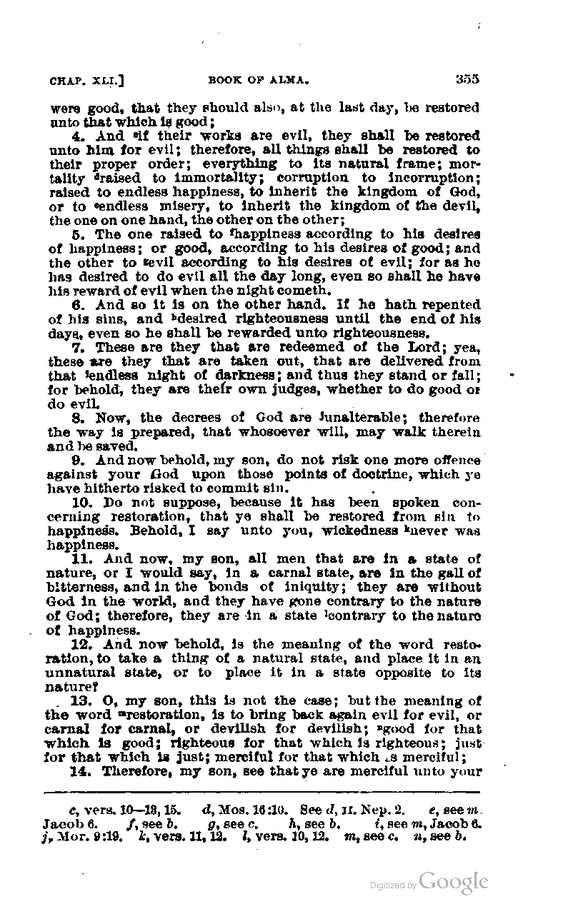 CHAP. XLI.] BOOK OF ALMA. 355
were good, that they should also, at the last day, be restored
unto that which is good;
4. And cif their works are evil, they shall be restored
unto him for evil; therefore, all things shall be restored to
their proper order; everything to its natural frame; mor-
tality draised to immortality; corruption to incorruption;
raised to endless happiness, to inherit the kingdom of God,
or to eendless misery, to inherit the kingdom of the devil,
the one on one hand, the other on the other;
5. The one raised to fhappiness according to his desires
of happiness; or good, according to his desires of good; and
the other to gevil according to his desires of evil; for as he
has desired to do evil all the day long, even so shall he have
his reward of evil when the night cometh.
6. And so it is on the other hand. If he hath repented
of his sins, and hdesired righteousness until the end of his
days, even so he shall be rewarded unto righteousness.
7. These are they that are redeemed of the Lord; yea,
these are they that are taken out, that are delivered from
that iendless night of darkness; and thus they stand or fall;
for behold, they are their own judges, whether to do good or
do evil.
8. Now, the decrees of God are junalterable; therefore
the way is prepared, that whosoever will, may walk therein
and be saved.
9. And now behold, my son, do not risk one more offence
against your God upon those points of doctrine, which ye
have hitherto risked to commit sin.
10. Do not suppose, because it has been spoken con-
cerning restoration, that ye shall be restored from sin to
happiness. Behold, I say unto you, wickedness knever was
happiness.
11. And now, my son, all men that are in a state of
nature, or I would say, in a carnal state, are in the gall of
bitterness, and in the bonds of iniquity; they are without
God in the world, and they have gone contrary to the nature
of God; therefore, they are in a state lcontrary to the nature
of happiness.
12. And now behold, is the meaning of the word resto-
ration, to take a thing of a natural state, and place it in an
unnatural state, or to place it in a state opposite to its
nature?
13. O, my son, this is not the case; but the meaning of
the word mrestoration, is to bring back again evil for evil, or
carnal for carnal, or devilish for devilish; ngood for that
which is good; righteous for that which is righteous; just
for that which is just; merciful for that which is merciful;
14. Therefore, my son, see that ye are merciful unto your
c, vers. 10—13, 15. d, Mos. 16:10. See d, II. Nep. 2. e, see m.
Jacob 6. f, see b. g, see c. h, see b. i, see m, Jacob 6.
j, Mor. 9:19. k, vers. 11, 12. l, vers. 10, 12. m, see c. n, see b.
Digitized by Google